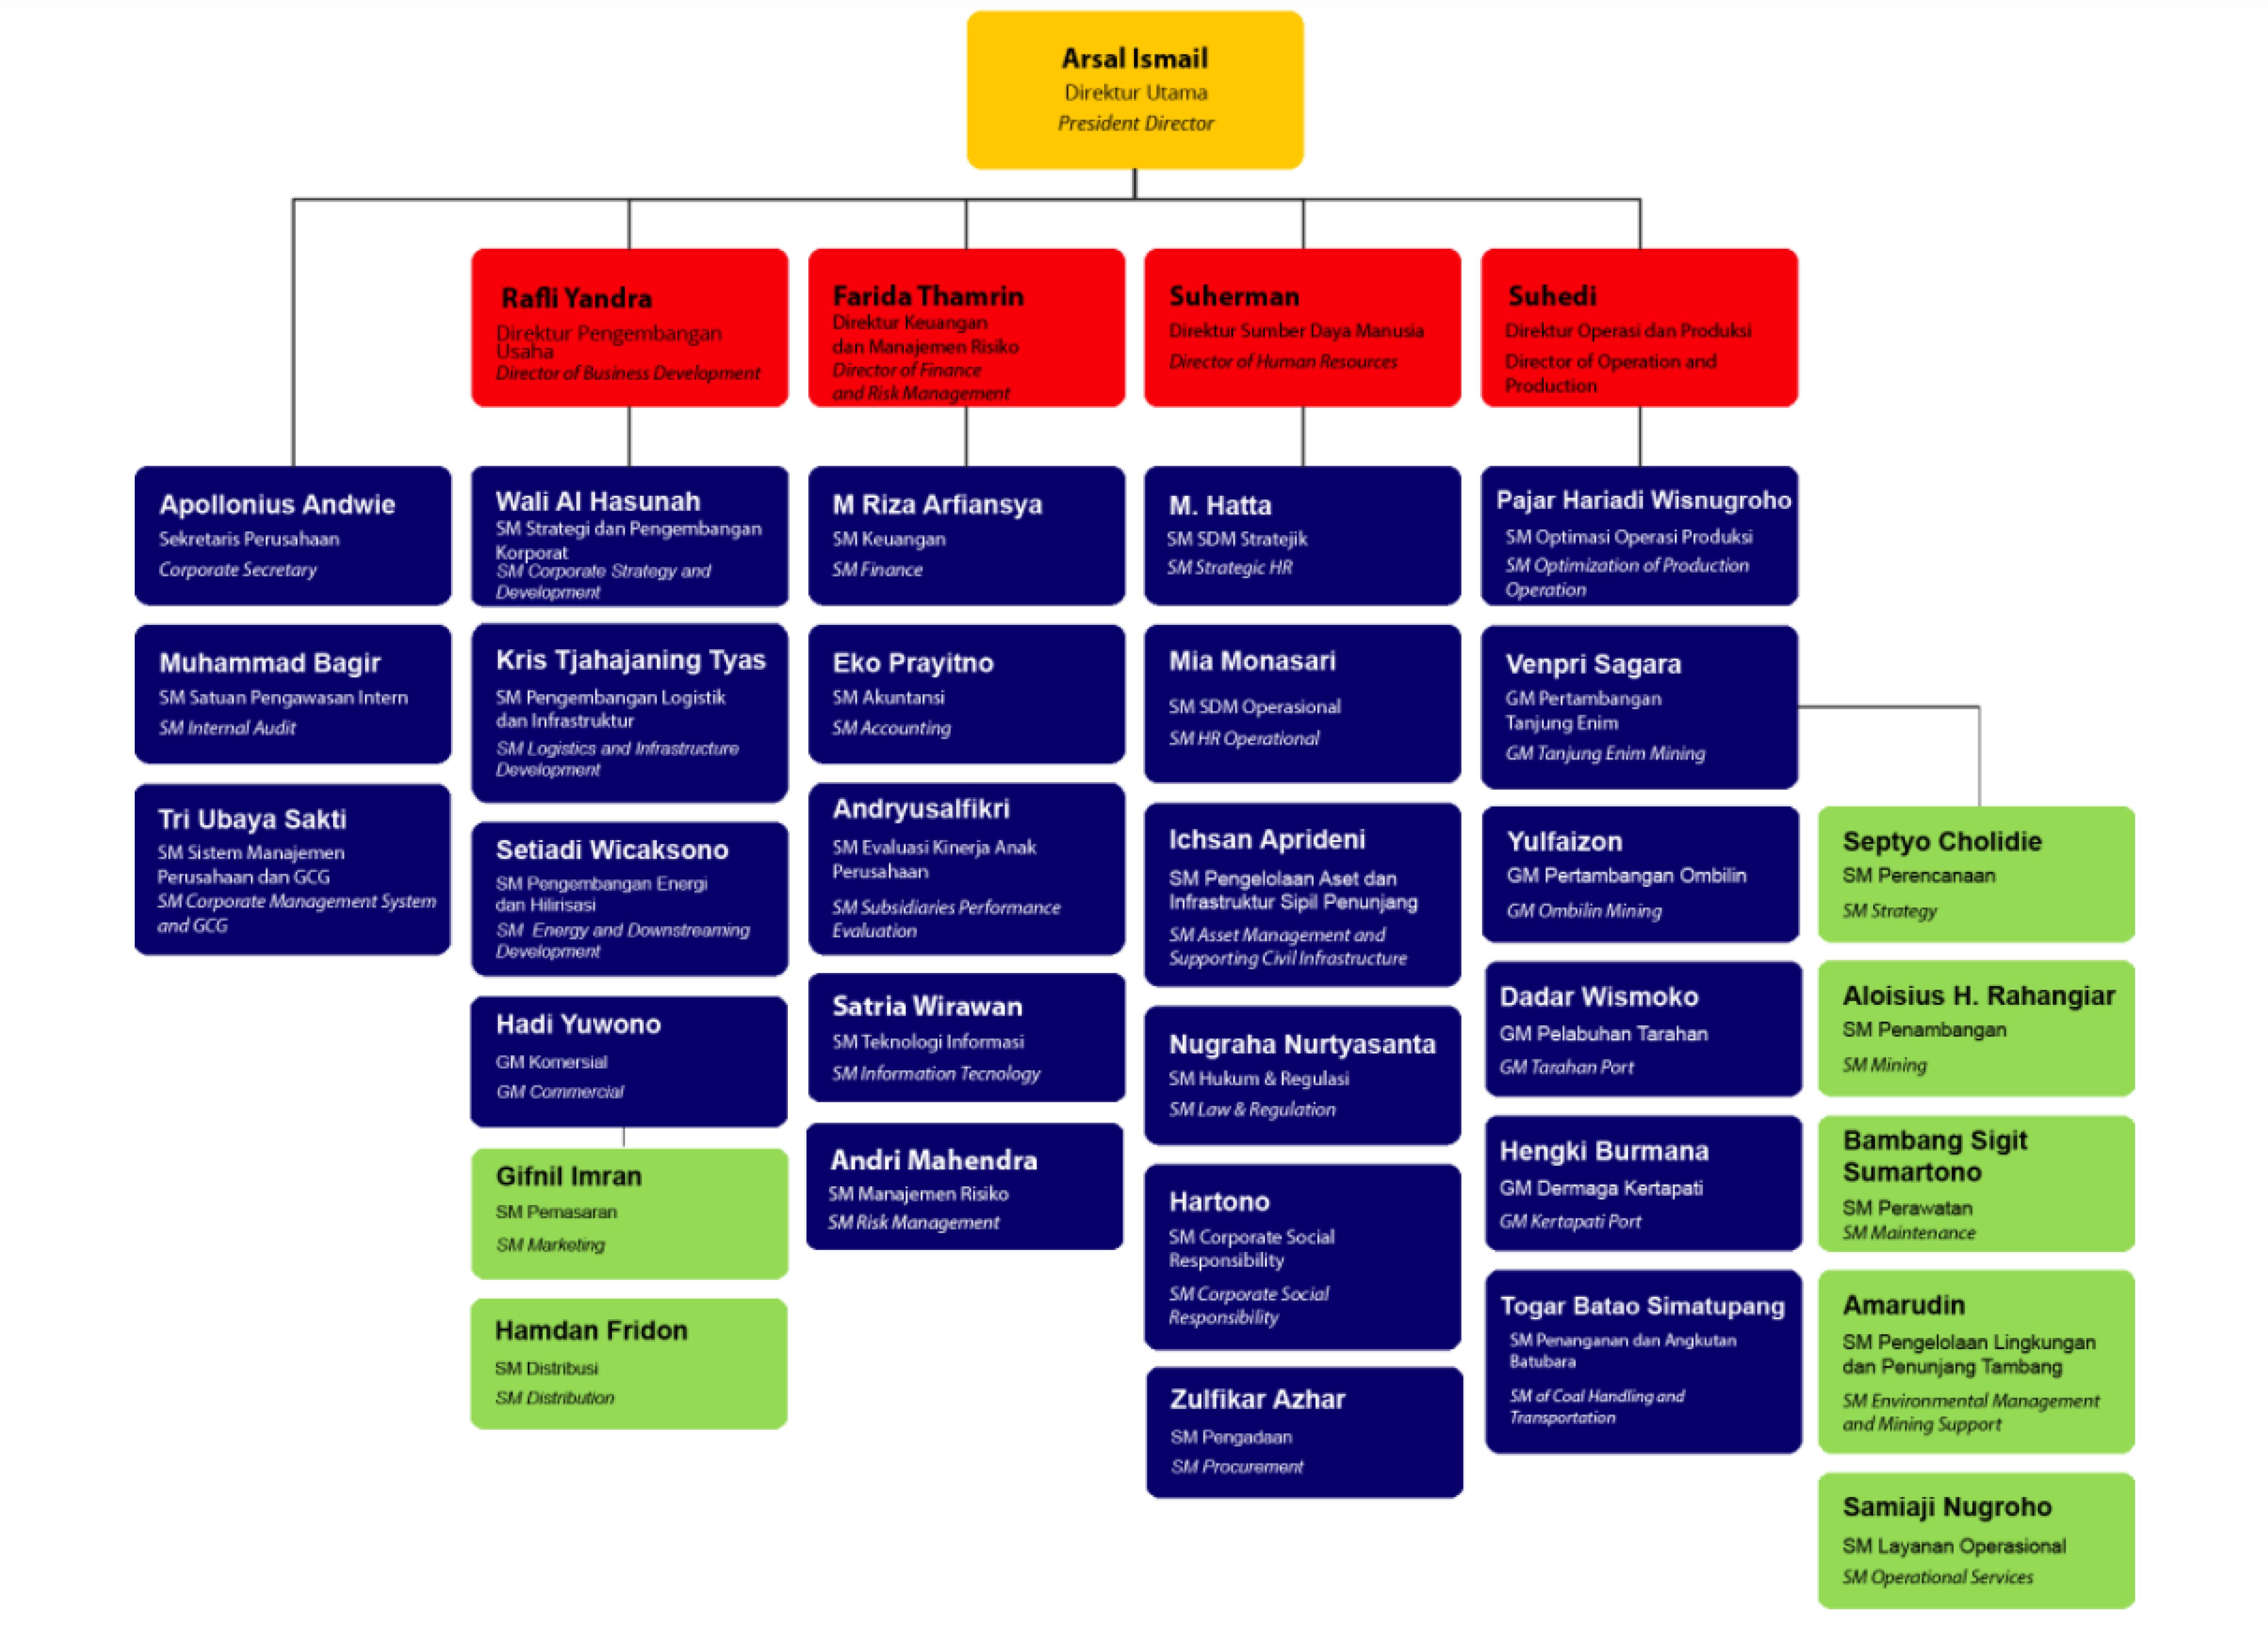 Arsal Ismail
Direktur Utama
President Director
Rafli Yandra
Direktur Pengembangan
Usaha
Director of Business Development
Farida Thamrin
Direktur Keuangan
dan Manajemen Risiko
Director of Finance
and Risk Management
Suherman
Direktur Sumber Daya Manusia
Director of Human Resources
Suhedi
Direktur Operasi dan Produksi
Director of Operation and
Production
Apollonius Andwie
Sekretaris Perusahaan
Corporate Secretary
Muhammad Bagir
SM Satuan Pengawasan Intern
SM Internal Audit
Tri Ubaya Sakti
SM Sistem Manajemen
Perusahaan dan GCG
SM Corporate Management System
and GCG
Wali Al Hasunah
SM Strategi dan Pengembangan
Korporat
SM Corporate Strategy and
Development
Kris Tjahajaning Tyas
SM Pengembangan Logistik
dan Infrastruktur
SM Logistics and Infrastructure
Development
Setiadi Wicaksono
SM Pengembangan Energi
dan Hilirisasi
SM Energy and Downstreaming
Development
Hadi Yuwono
GM Komersial
GM Commercial
Gifnil Imran
SM Pemasaran
SM Marketing
Hamdan Fridon
SM Distribusi
SM Distribution
M Riza Arfiansya
SM Keuangan
SM Finance
Eko Prayitno
SM Akuntansi
SM Accounting
Andryusalfikri
SM Evaluasi Kinerja Anak
Perusahaan
SM Subsidiaries Performance
Evaluation
Satria Wirawan
SM Teknologi Informasi
SM Information Tecnology
Andri Mahendra
SM Manajemen Risiko
SM Risk Management
M. Hatta
SM SDM Stratejik
SM Strategic HR
Mia Monasari
SM SDM Operasional
SM HR Operational
Ichsan Aprideni
SM Pengelolaan Aset dan
Infrastruktur Sipil Penunjang
SM Asset Management and
Supporting Civil Infrastructure
Nugraha Nurtyasanta
SM Hukum & Regulasi
SM Law & Regulation
Hartono
SM Corporate Social
Responsibility
SM Corporate Social
Responsibility
Zulfikar Azhar
SM Pengadaan
SM Procurement
Pajar Hariadi Wisnugroho
SM Optimasi Operasi Produksi
SM Optimization of Production
Operation
Venpri Sagara
GM Pertambangan
Tanjung Enim
GM Tanjung Enim Mining
Yulfaizon
GM Pertambangan Ombilin
GM Ombilin Mining
Dadar Wismoko
GM Pelabuhan Tarahan
GM Tarahan Port
Hengki Burmana
GM Dermaga Kertapati
GM Kertapati Port
Togar Batao Simatupang
SM Penanganan dan Angkutan
Batubara
SM of Coal Handling and
Transportation
Septyo Cholidie
SM Perencanaan
SM Strategy
Aloisius H. Rahangiar
SM Penambangan
SM Mining
Bambang Sigit
Sumartono
SM Perawatan
SM Maintenance
Amarudin
SM Pengelolaan Lingkungan
dan Penunjang Tambang
SM Environmental Management
and Mining Support
Samiaji Nugroho
SM Layanan Operasional
SM Operational Services